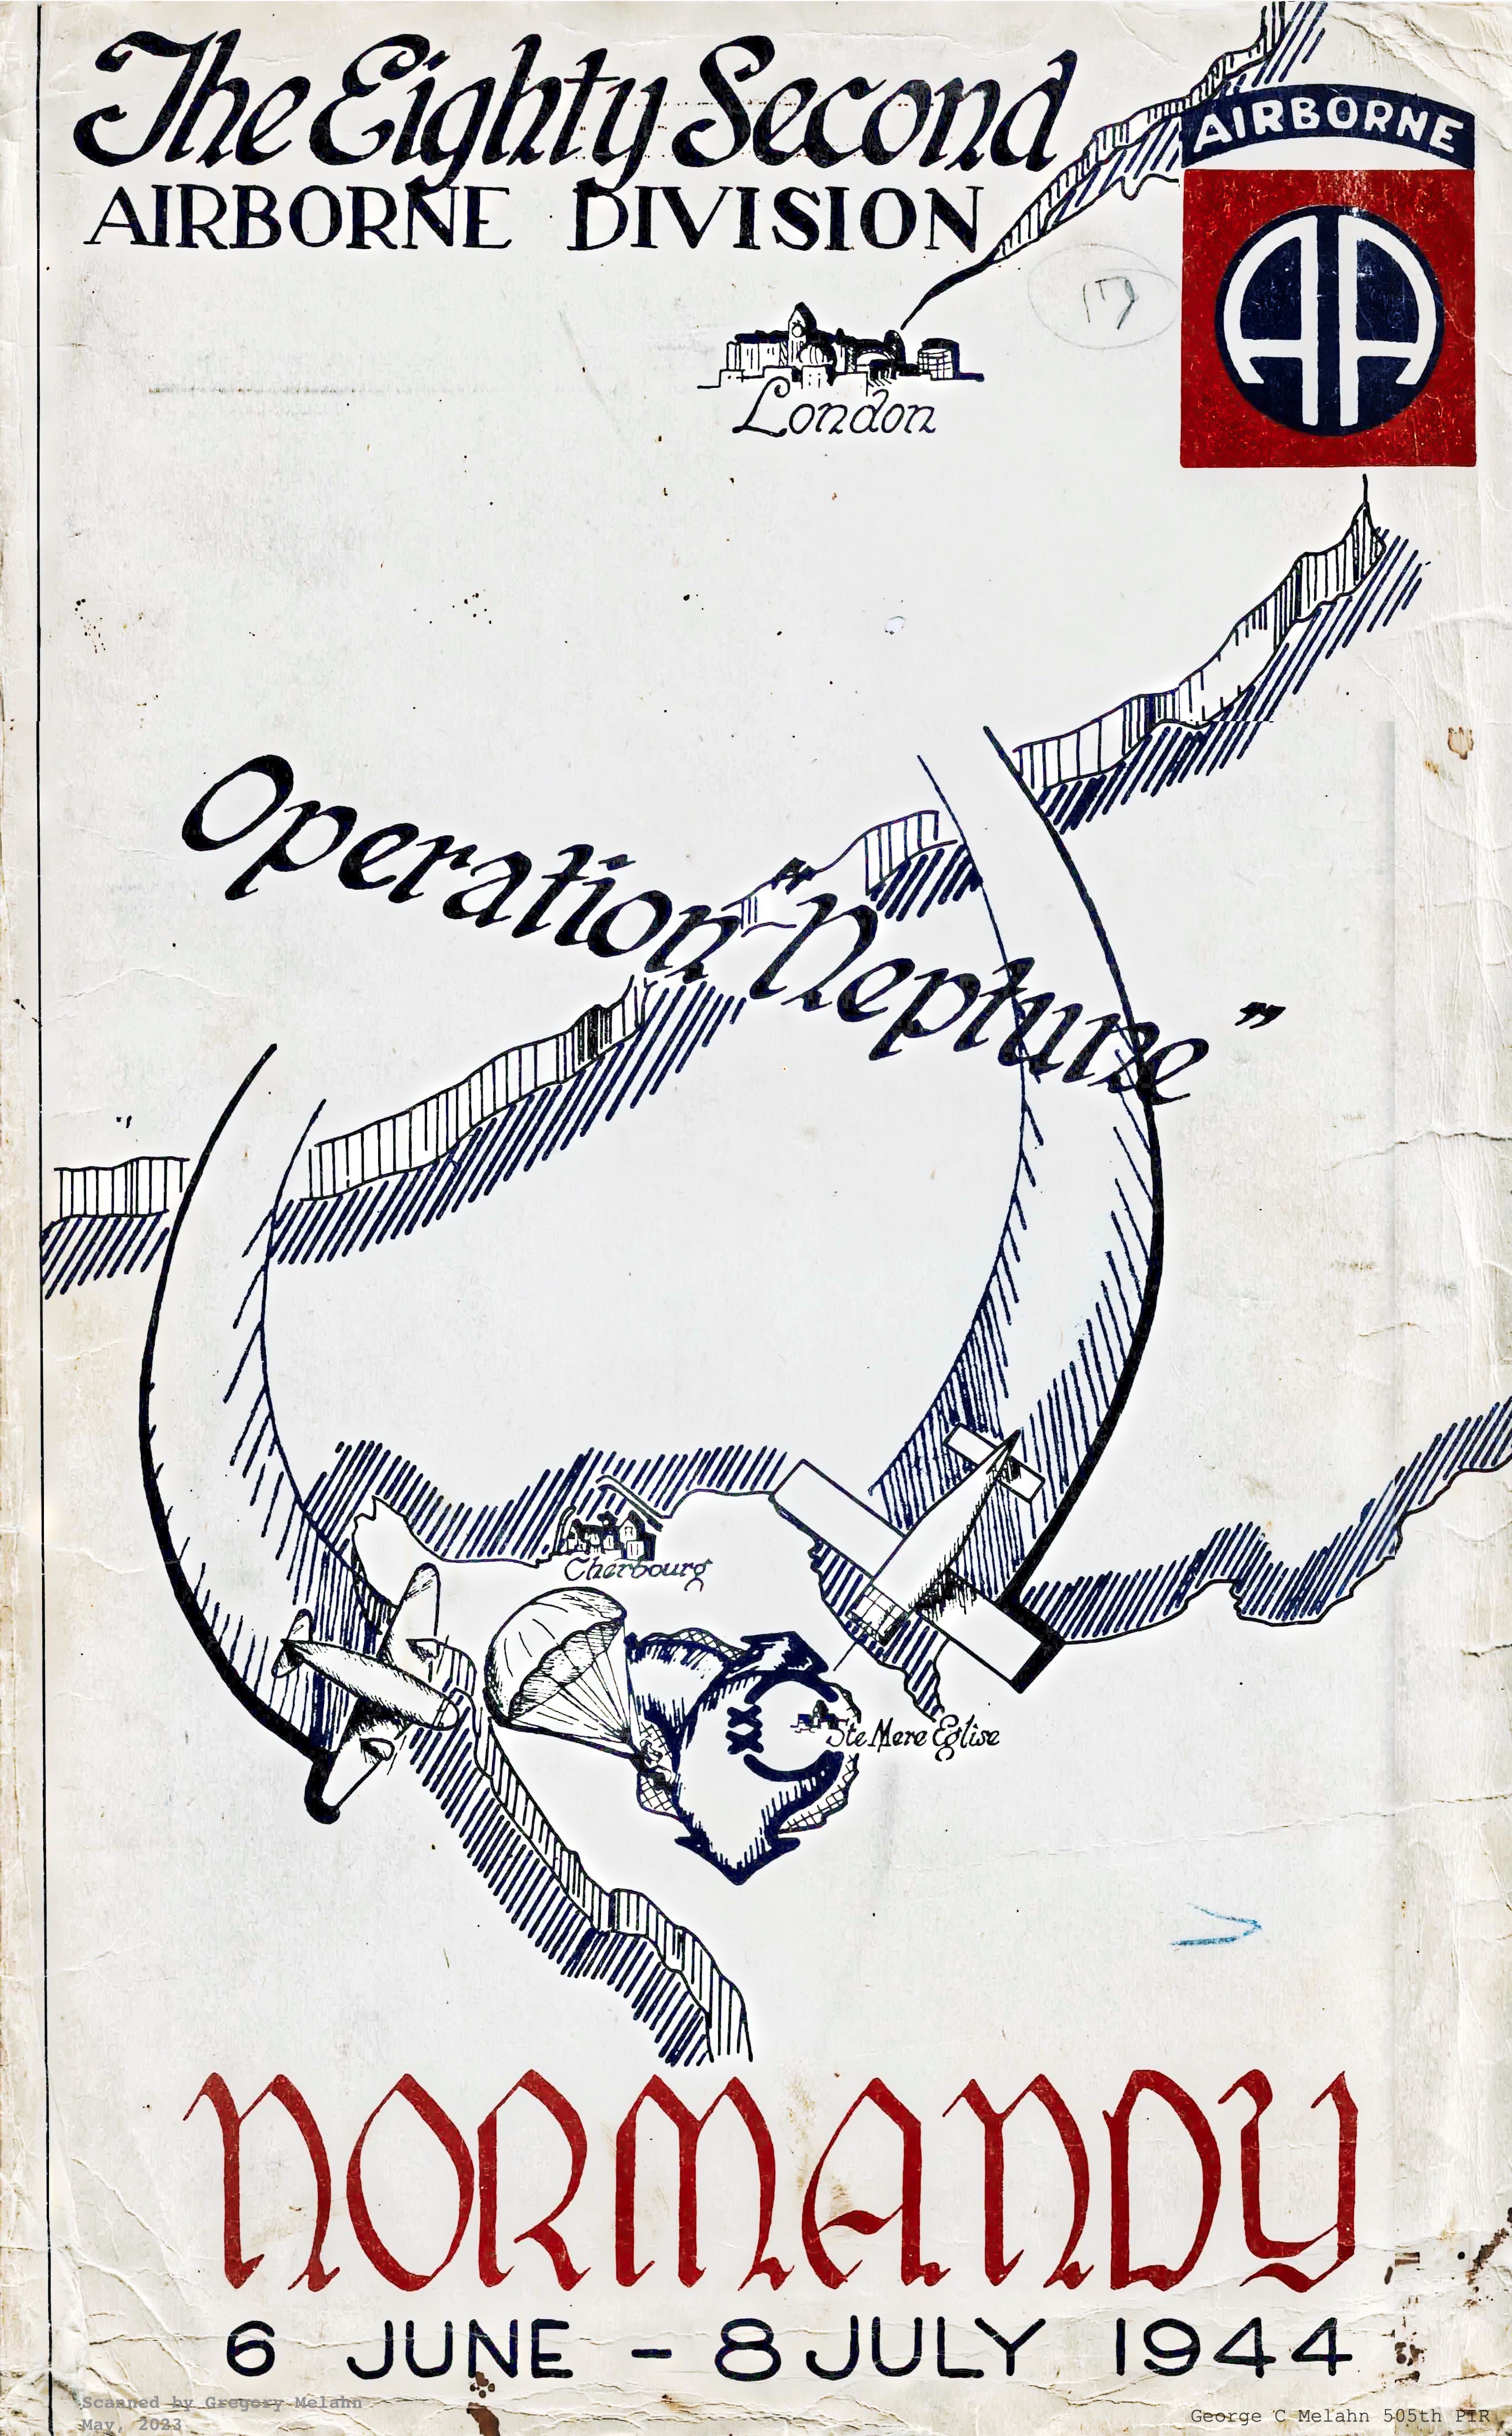 The Eighty Second
AIRBORNE DIVISION
AIRBORNE
AA
17
London
Operation "Neptune"
Cherbourg
XX
Ste Mere Eglise
NORMANDY
6 JUNE - 8 JULY 1944
Scanned by Gregory Melahn
May, 2023
George C Melahn 505th PIR